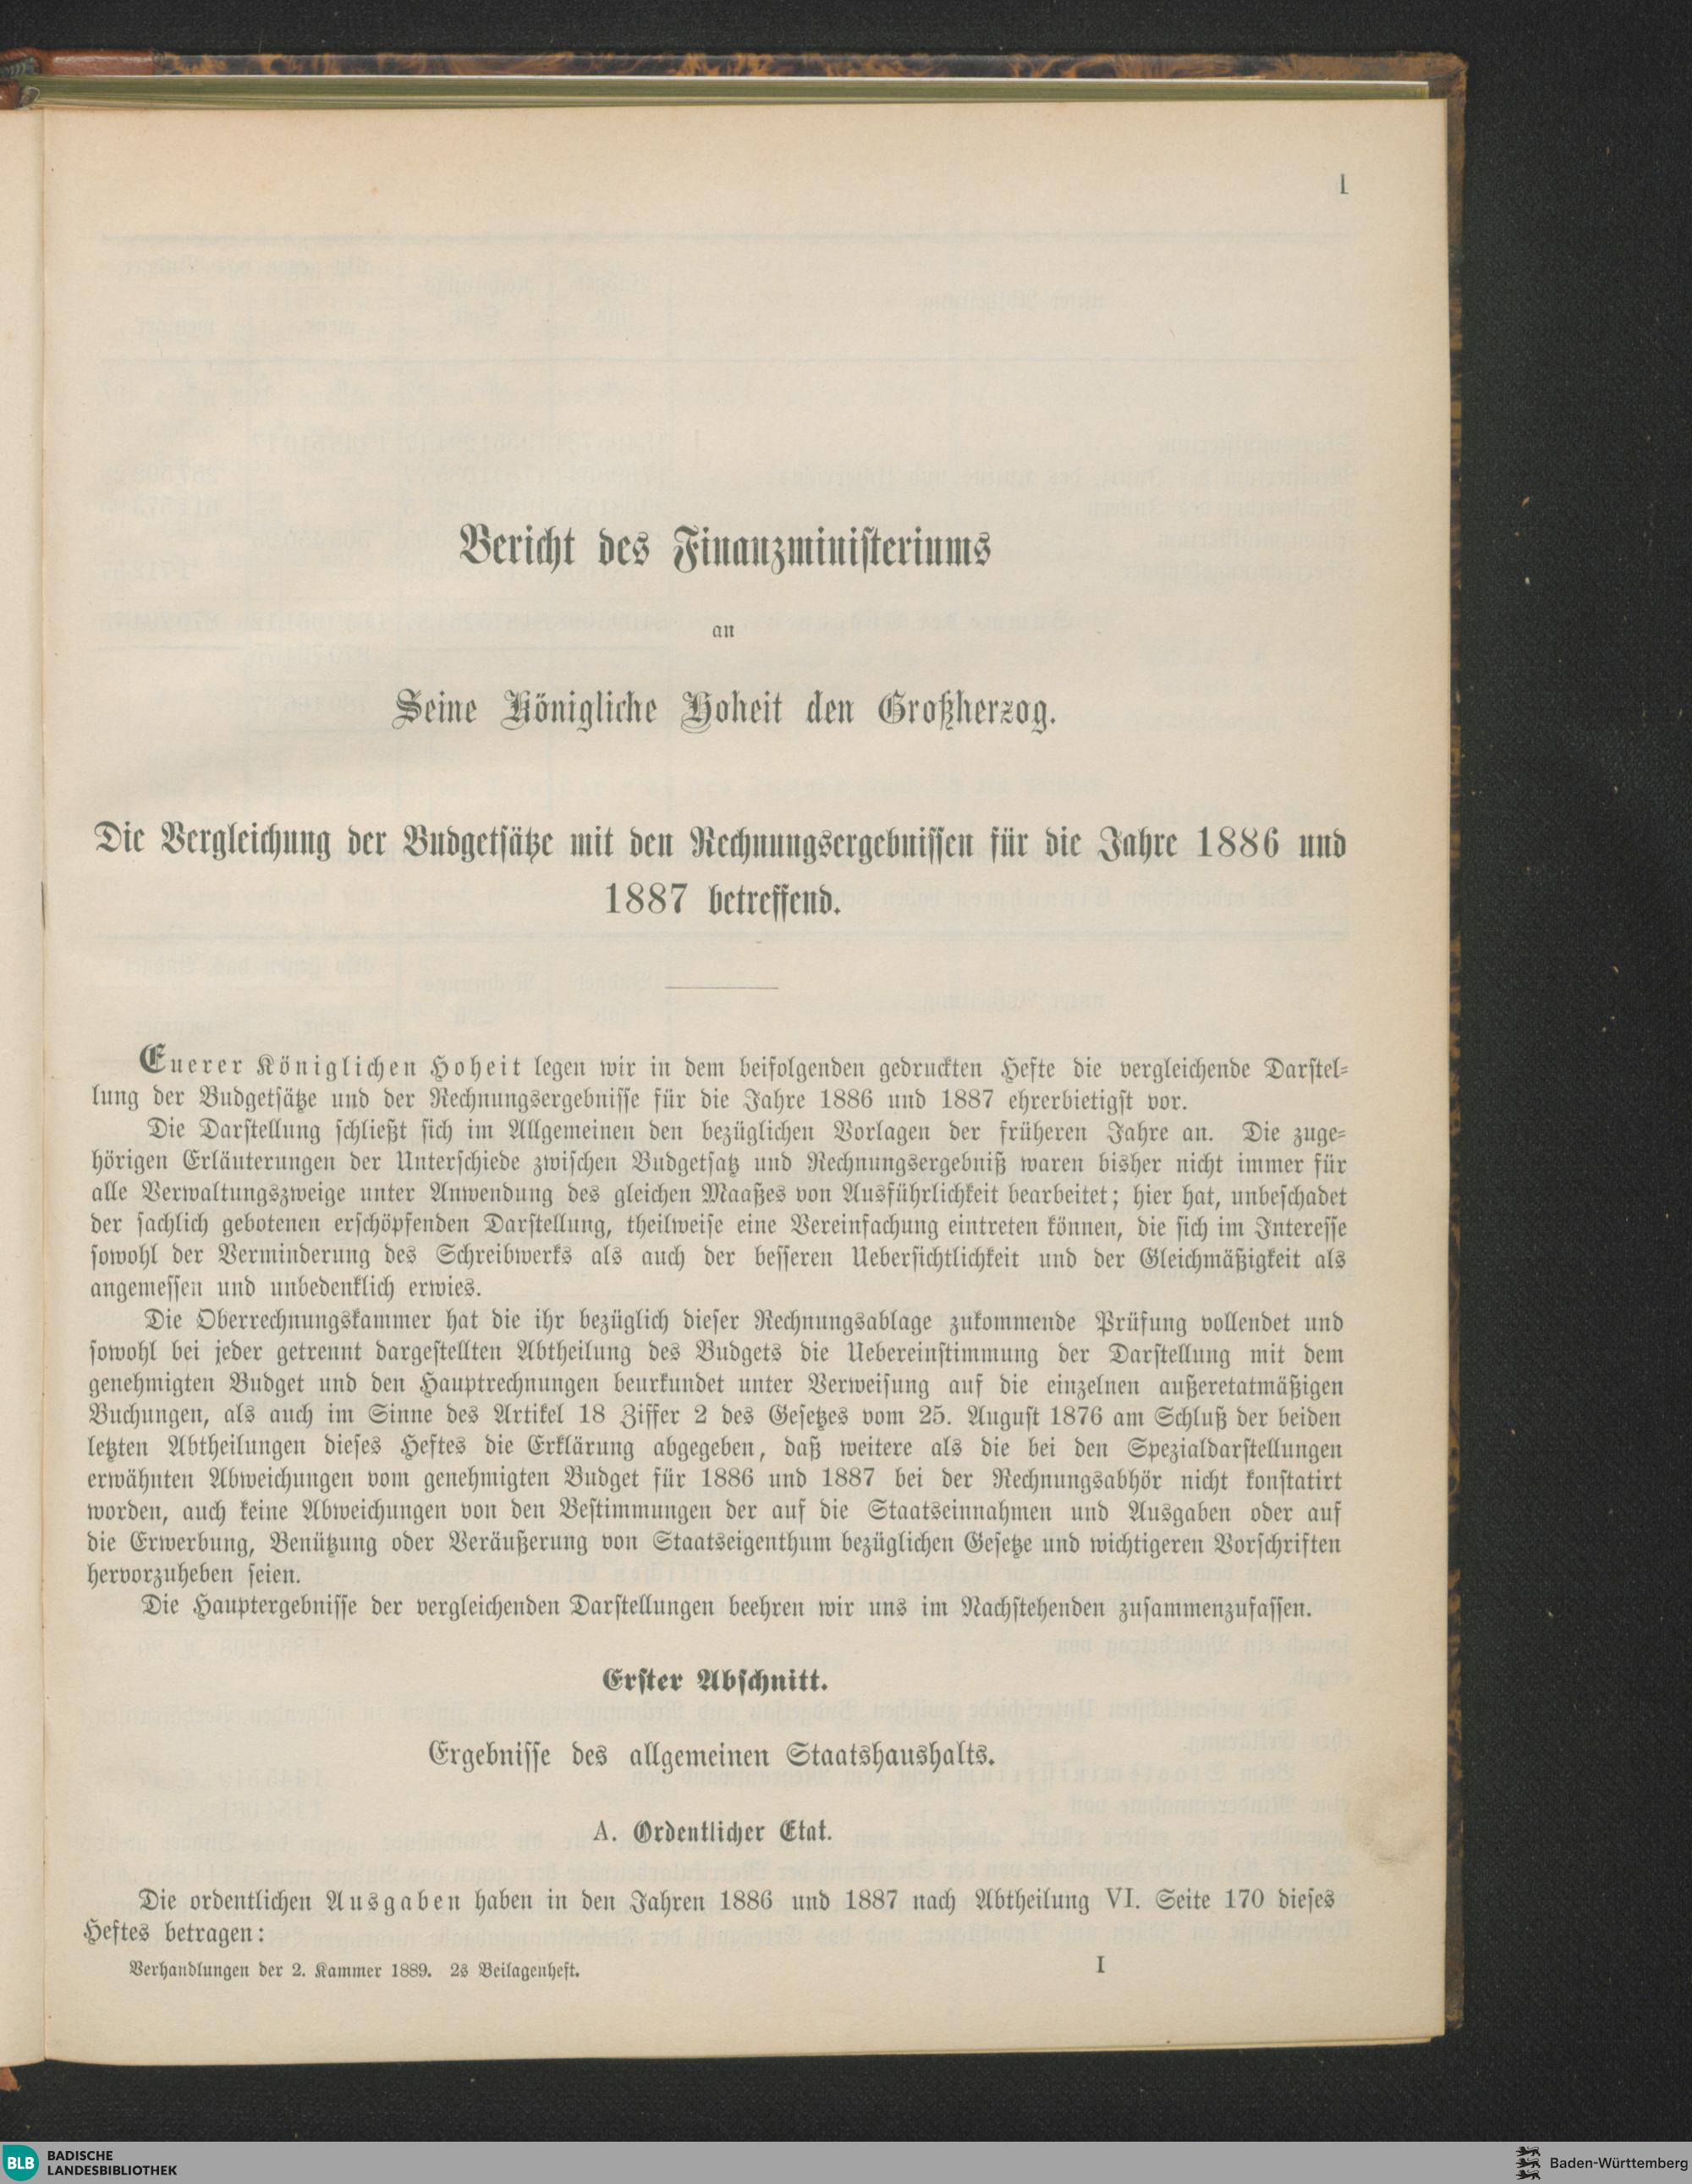 1
Bericht des Finanzministeriums
an
Seine Königliche Hoheit den Großherzog.
Die Vergleichung der Budgetsätze mit den Rechnungsergebnissen für die Jahre 1886 und
1887 betreffend.
Euerer Königlichen Hoheit legen wir in dem beifolgenden gedruckten Hefte die vergleichende Darstel-
lung der Budgetsätze und der Rechnungsergebnisse für die Jahre 1886 und 1887 ehrerbietigst vor.
Die Darstellung schließt sich im Allgemeinen den bezüglichen Vorlagen der früheren Jahre an. Die zuge-
hörigen Erläuterungen der Unterschiede zwischen Budgetsatz und Rechnungsergebniß waren bisher nicht immer für
alle Verwaltungszweige unter Anwendung des gleichen Maaßes von Ausführlichkeit bearbeitet; hier hat, unbeschadet
der sachlich gebotenen erschöpfenden Darstellung, theilweise eine Vereinfachung eintreten können, die sich im Interesse
sowohl der Verminderung des Schreibwerks als auch der besseren Uebersichtlichkeit und der Gleichmäßigkeit als
angemessen und unbedenklich erwies.
Die Oberrechnungskammer hat die ihr bezüglich dieser Rechnungsablage zukommende Prüfung vollendet und
sowohl bei jeder getrennt dargestellten Abtheilung des Budgets die Uebereinstimmung der Darstellung mit dem
genehmigten Budget und den Hauptrechnungen beurkundet unter Verweisung auf die einzelnen außeretatmäßigen
Buchungen, als auch im Sinne des Artikel 18 Ziffer 2 des Gesetzes vom 25. August 1876 am Schluß der beiden
letzten Abtheilungen dieses Heftes die Erklärung abgegeben, daß weitere als die bei den Spezialdarstellungen
erwähnten Abweichungen vom genehmigten Budget für 1886 und 1887 bei der Rechnungsabhör nicht konstatirt
worden, auch keine Abweichungen von den Bestimmungen der auf die Staatseinnahmen und Ausgaben oder auf
die Erwerbung, Benützung oder Veräußerung von Staatseigenthum bezüglichen Gesetze und wichtigeren Vorschriften
hervorzuheben seien.
Die Hauptergebnisse der vergleichenden Darstellungen beehren wir uns im Nachstehenden zusammenzufassen.
Erster Abschnitt.
Ergebnisse des allgemeinen Staatshaushalts.
A. Ordentlicher Etat.
Die ordentlichen Ausgaben haben in den Jahren 1886 und 1887 nach Abtheilung VI. Seite 170 dieses
Heftes betragen:
Verhandlungen der 2. Kammer 1889. 2s Beilagenheft. I
BLB BADISCHE
LANDESBIBLIOTHEK
Baden-Württemberg